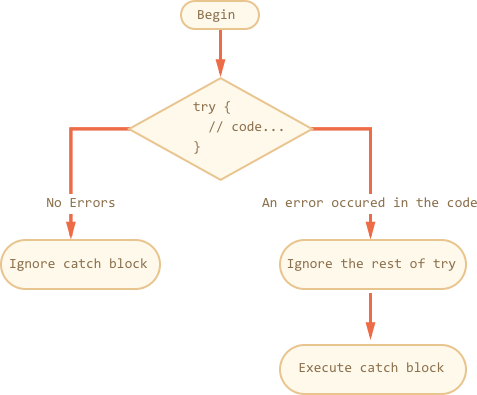 Begin
try {
// code...
}
No Errors
An error occured in the code
Ignore catch block
Ignore the rest of try
Execute catch block